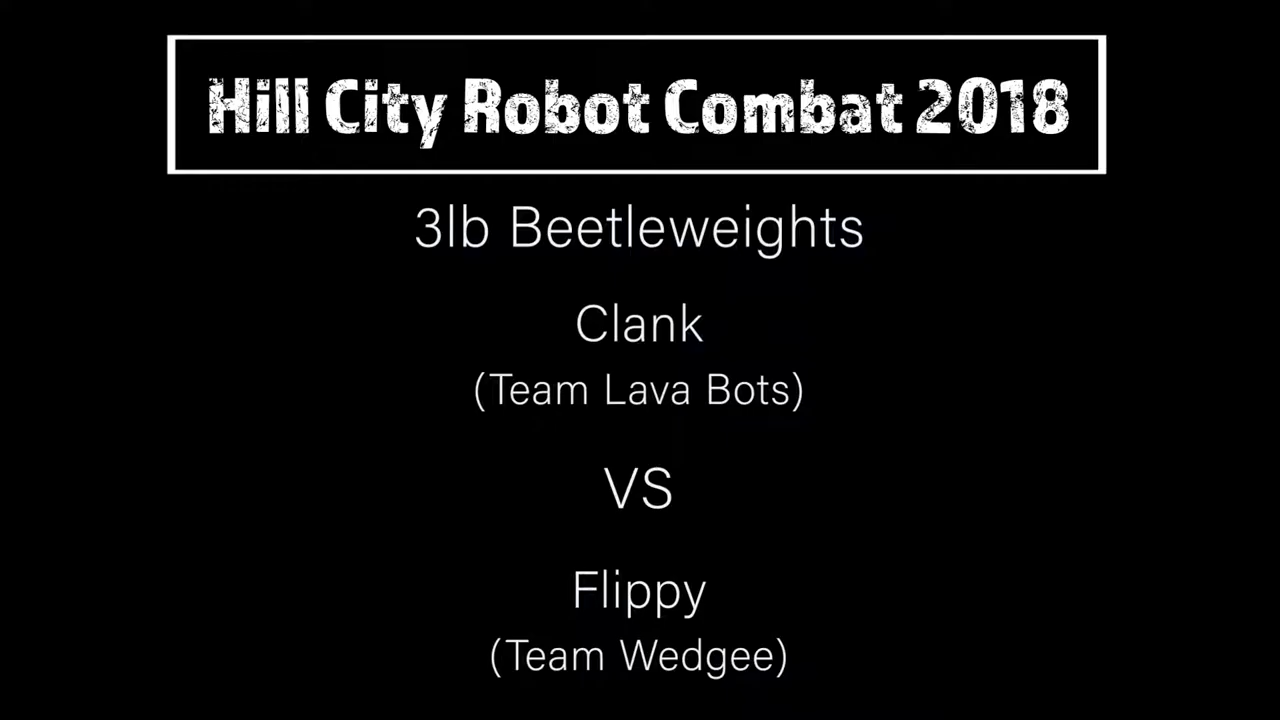 Hill City Robot Combat 2018
3lb Beetleweights
Clank
(Team Lava Bots)
VS
Flippy
(Team Wedgee)